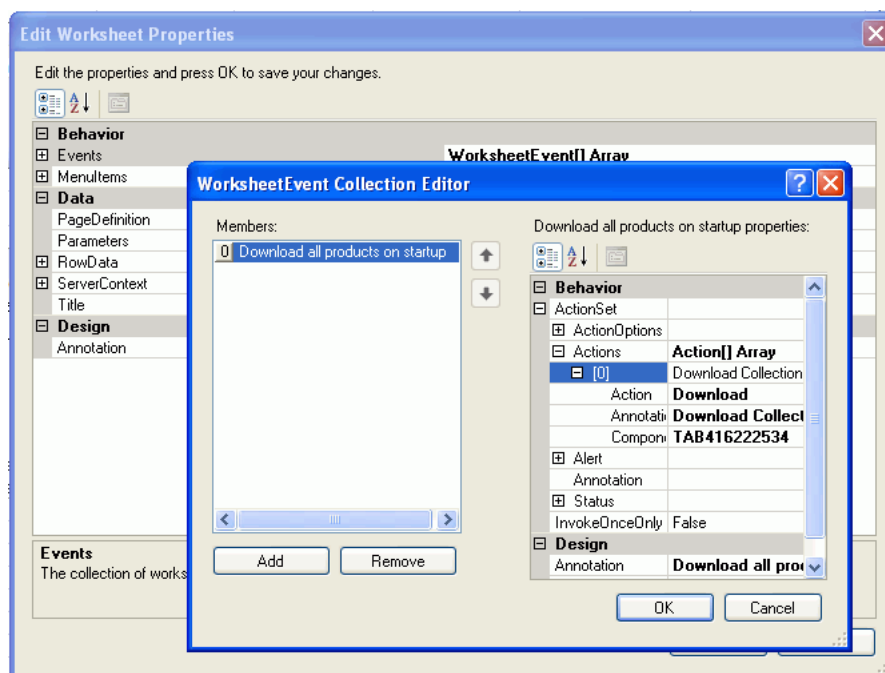 Edit Worksheet Properties
Edit the properties and press OK to save your changes.
Behavior
Events WorksheetEvent[] Array
MenuItems
Data
PageDefinition
Parameters
RowData
ServerContext
Title
Design
Annotation
Events
The collection of works
WorksheetEvent Collection Editor
Members:
0 Download all products on startup
Add Remove
Download all products on startup properties:
Behavior
ActionSet
ActionOptions
Actions Action[] Array
[0] Download Collection
Action Download
Annotati Download Collect
Compon TAB416222534
Alert
Annotation
Status
InvokeOnceOnly False
Design
Annotation Download all prod
OK Cancel